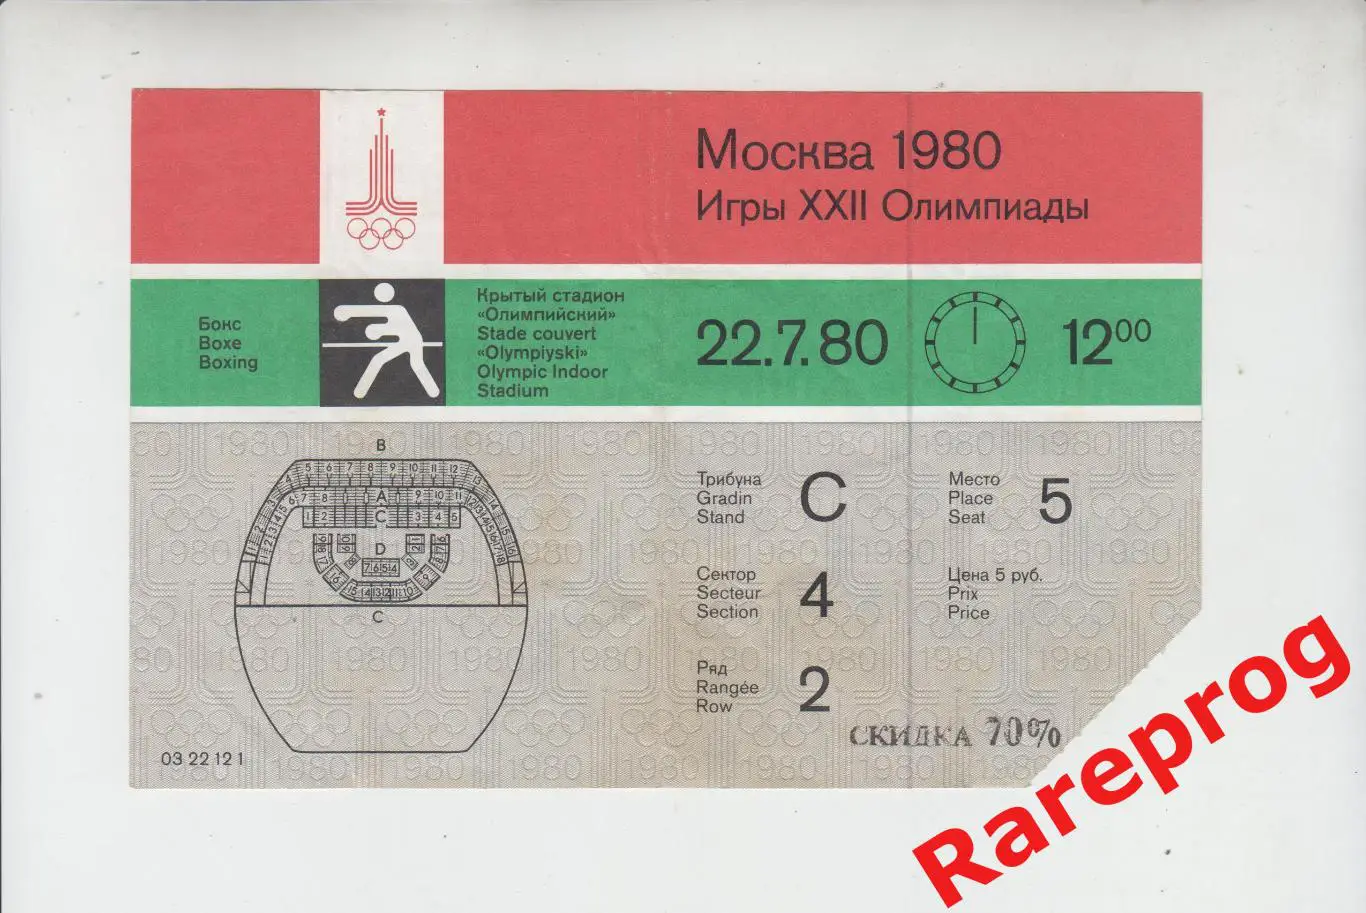 Москва 1980
Игры XXII Олимпиады
Бокс
Boxe
Boxing
Крытый стадион
«Олимпийский»
Stade couvert
«Olympiyski»
Olympic Indoor
Stadium
22.7.80
12⁰⁰
B
A
C
D
C
Трибуна
Gradin
Stand
C
Место
Place
Seat
5
Сектор
Secteur
Section
4
Цена 5 руб.
Prix
Price
Ряд
Rangée
Row
2
СКИДКА 70%
03 22 12 1
Rareprog